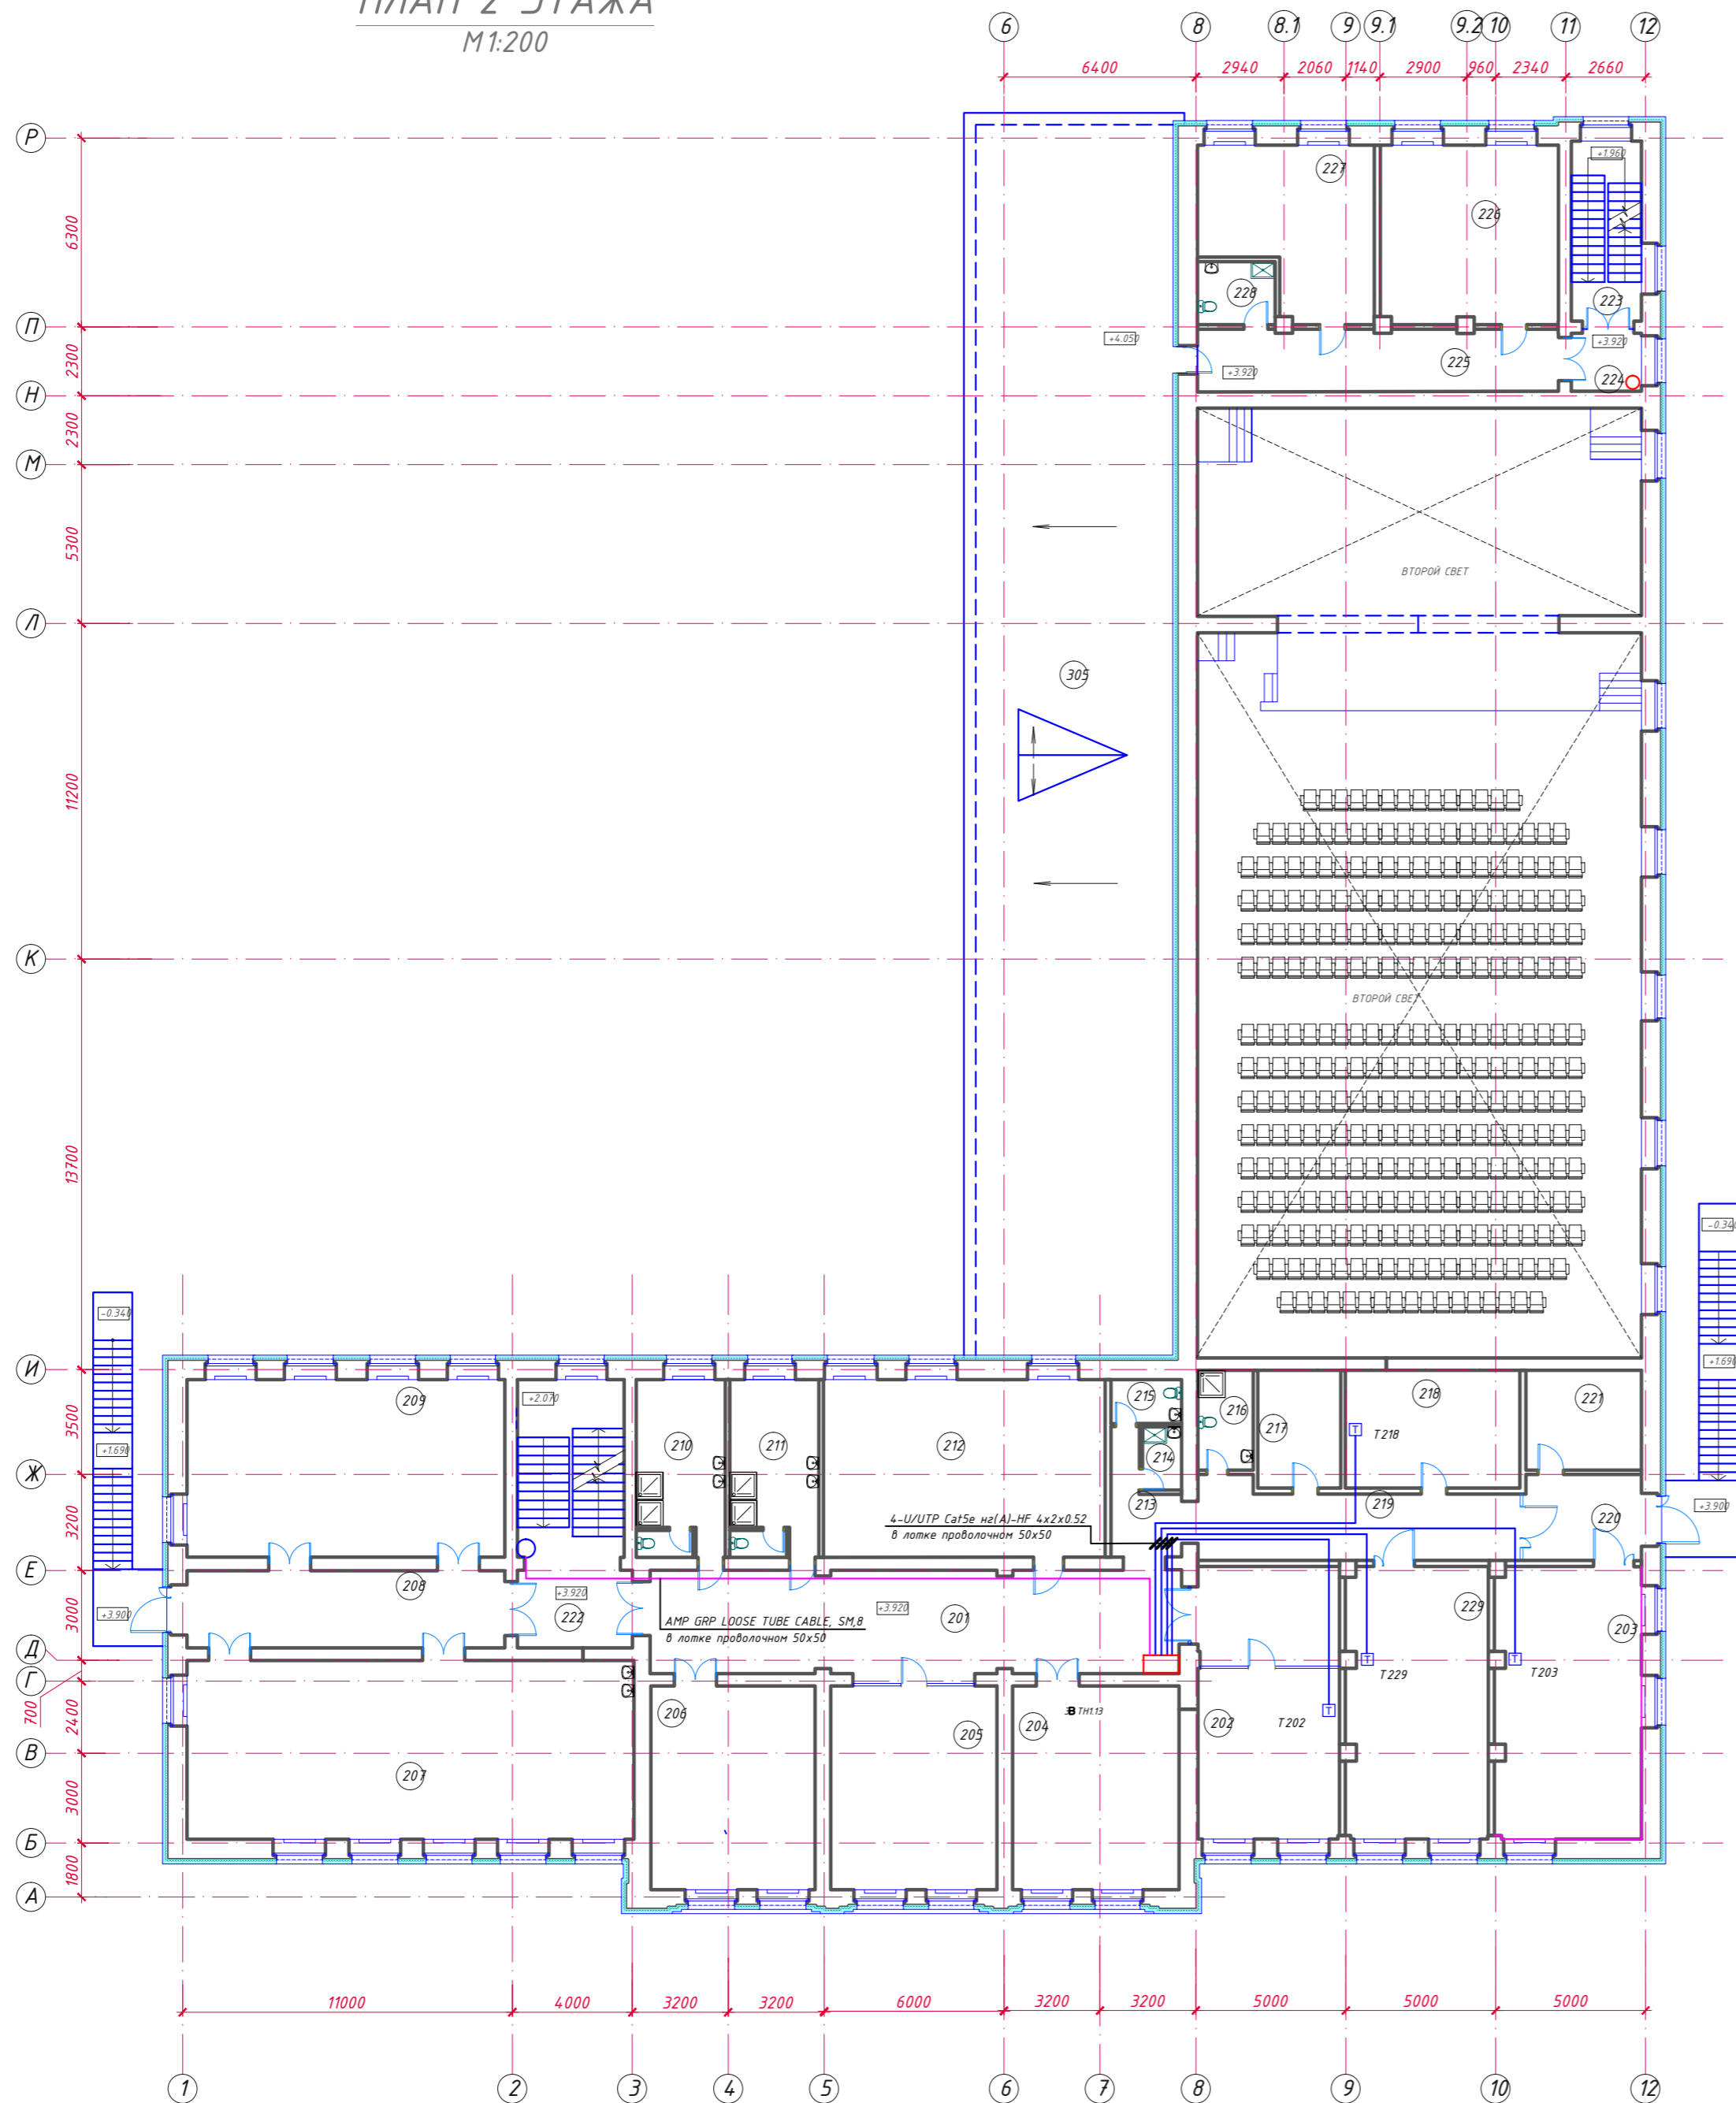 ПЛАН 2 ЭТАЖА
М1:200
6 8 8.1 9 9.1 9.2 10 11 12
6400 2940 2060 1140 2900 960 2340 2660
Р
+1.960
227
6300
226
228
223
П
+4.050
+3.920
2300
225
+3.920
224
Н
2300
М
5300
ВТОРОЙ СВЕТ
Л
305
11200
К
ВТОРОЙ СВЕТ
13700
-0.340
-0.340
+1.690
И
209
+2.070
215
216
218
221
3500
210
211
212
214
217
Т218
+1.690
Ж
213
219
220
+3.900
3200
4-U/UTP Cat5e нг(А)-HF 4х2х0.52
в лотке проволочном 50х50
Е
208
+3.920
+3.920
229
3000
+3.900
222
AMP GRP LOOSE TUBE CABLE, SM,8
201
203
в лотке проволочном 50х50
Д
Г
Т
Т229
Т
Т203
700
2400
206
205
204
202
Т202
Т
В
207
3000
Б
1800
А
11000 4000 3200 3200 6000 3200 3200 5000 5000 5000
1 2 3 4 5 6 7 8 9 10 12